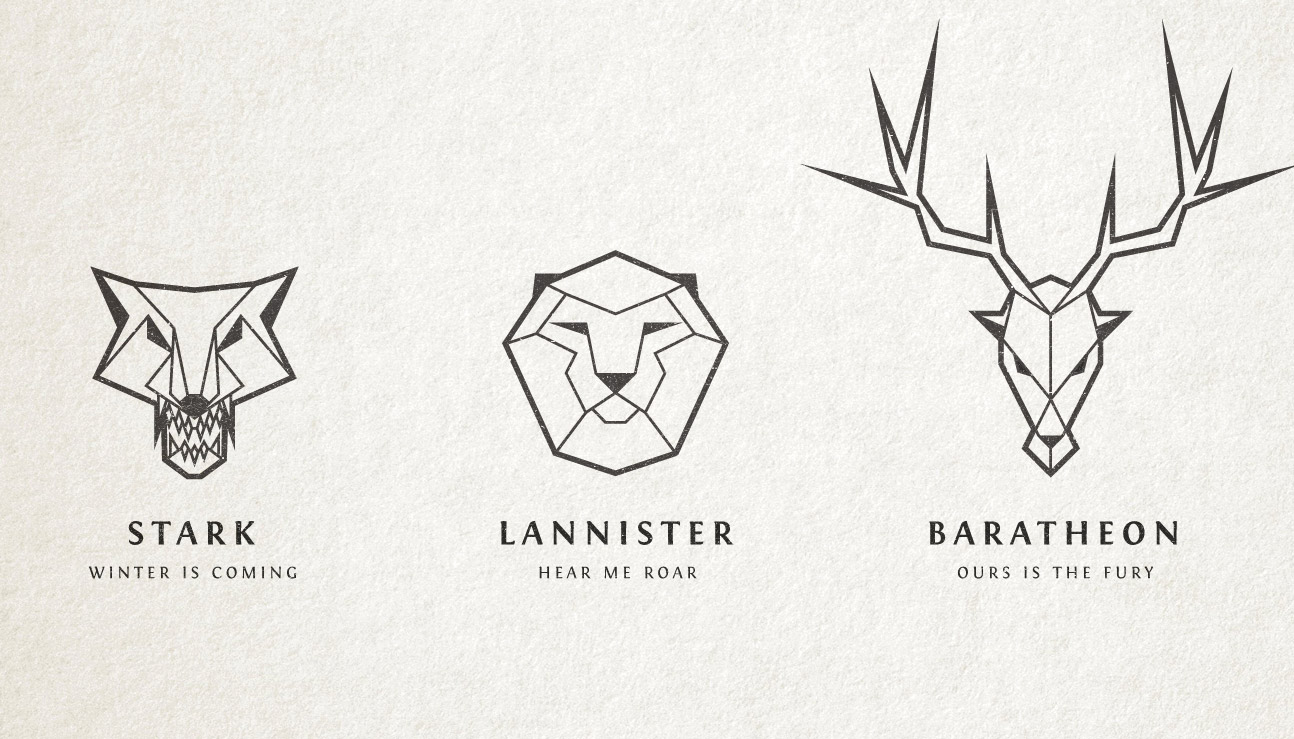 STARK
WINTER IS COMING
LANNISTER
HEAR ME ROAR
BARATHEON
OURS IS THE FURY